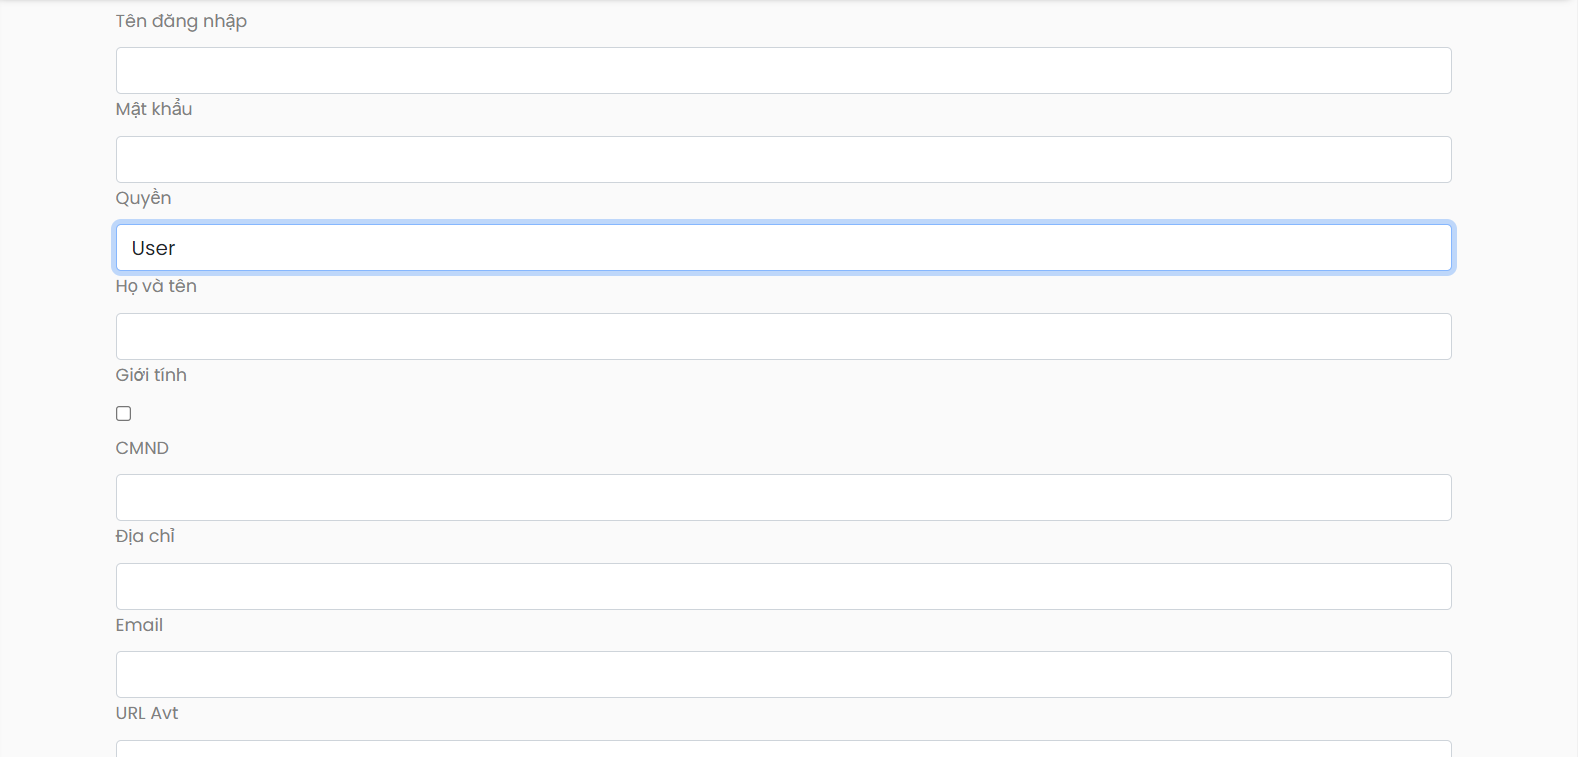 Tên đăng nhập
Mật khẩu
Quyền
User
Họ và tên
Giới tính
CMND
Địa chỉ
Email
URL Avt